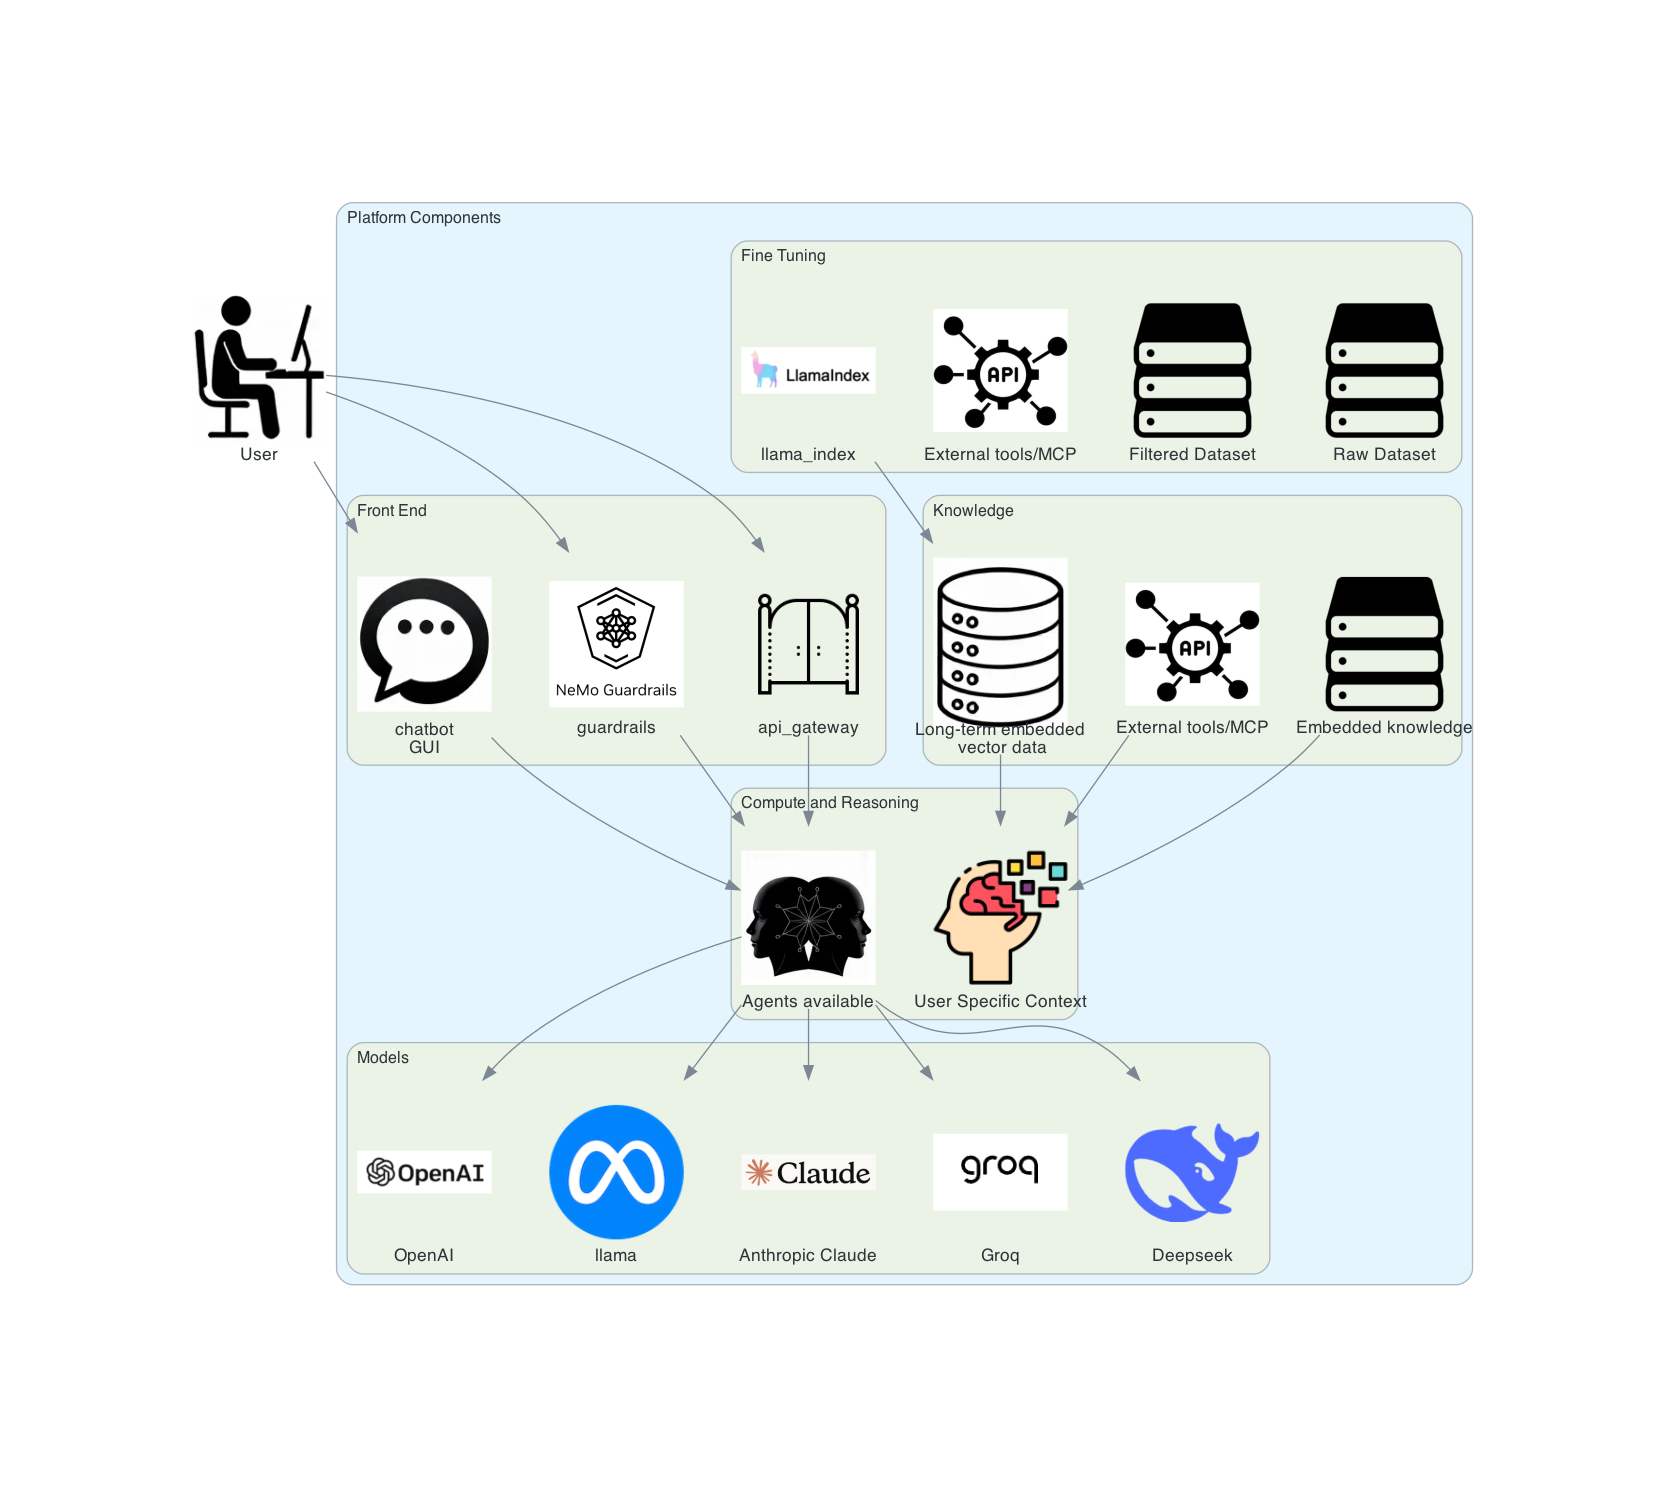 Platform Components
Fine Tuning
LlamaIndex
API
llama_index
External tools/MCP
Filtered Dataset
Raw Dataset
User
Front End
NeMo Guardrails
chatbot
GUI
guardrails
api_gateway
Knowledge
API
Long-term embedded
vector data
External tools/MCP
Embedded knowledge
Compute and Reasoning
Agents available
User Specific Context
Models
OpenAI
Claude
groq
OpenAI
llama
Anthropic Claude
Groq
Deepseek